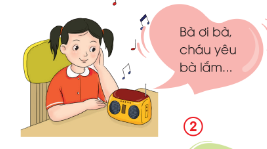 Bà ơi bà,
cháu yêu
bà lắm...
2